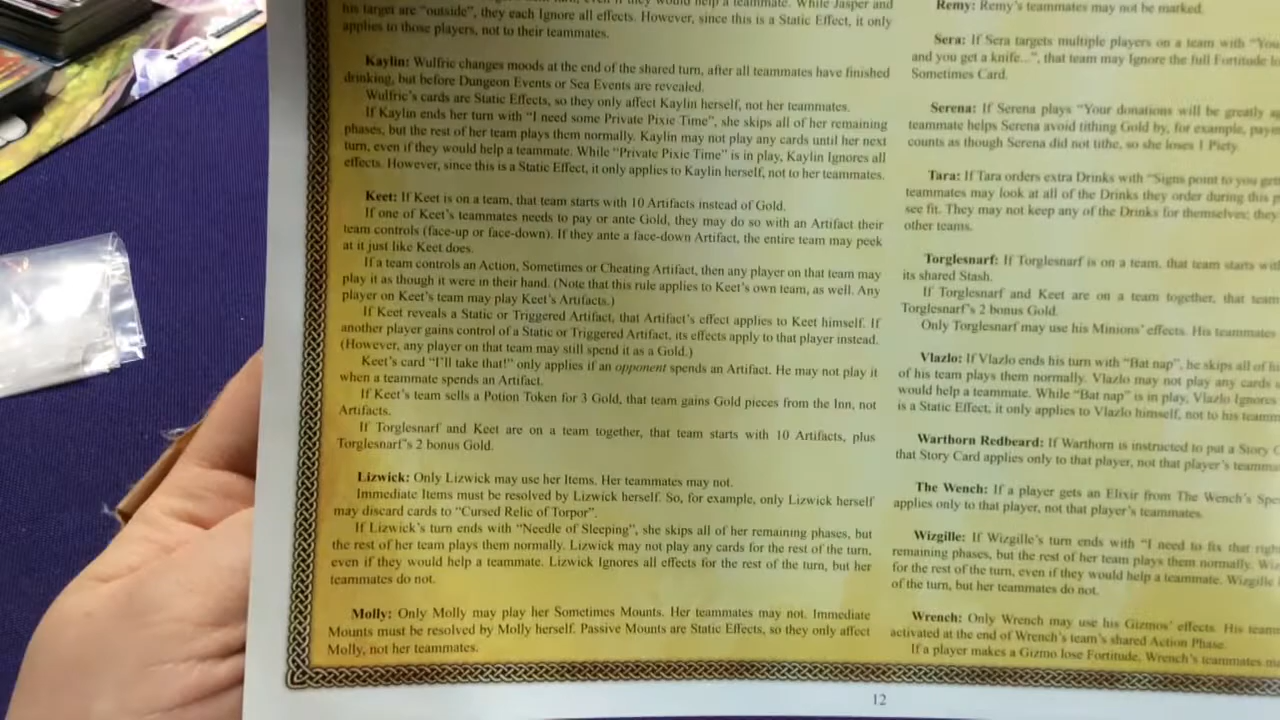 his target are "outside", they each Ignore all effects. However, since this is a Static Effect, it only
applies to those players, not to their teammates.
Kaylin: Wulfric changes moods at the end of the shared turn, after all teammates have finished
drinking, but before Dungeon Events or Sea Events are revealed.
Wulfric's cards are Static Effects, so they only affect Kaylin herself, not her teammates.
If Kaylin ends her turn with "I need some Private Pixie Time", she skips all of her remaining
phases, but the rest of her team plays them normally. Kaylin may not play any cards until her next
turn, even if they would help a teammate. While "Private Pixie Time" is in play, Kaylin Ignores all
effects. However, since this is a Static Effect, it only applies to Kaylin herself, not to her teammates.
Keet: If Keet is on a team, that team starts with 10 Artifacts instead of Gold.
If one of Keet's teammates needs to pay or ante Gold, they may do so with an Artifact their
team controls (face-up or face-down). If they ante a face-down Artifact, the entire team may peek
at it just like Keet does.
If a team controls an Action, Sometimes or Cheating Artifact, then any player on that team may
play it as though it were in their hand. (Note that this rule applies to Keet's own team, as well. Any
player on Keet's team may play Keet's Artifacts.)
If Keet reveals a Static or Triggered Artifact, that Artifact's effect applies to Keet himself. If
another player gains control of a Static or Triggered Artifact, its effects apply to that player instead.
(However, any player on that team may still spend it as a Gold.)
Keet's card "I'll take that!" only applies if an opponent spends an Artifact. He may not play it
when a teammate spends an Artifact.
If Keet's team sells a Potion Token for 3 Gold, that team gains Gold pieces from the Inn, not
Artifacts.
If Torglesnarf and Keet are on a team together, that team starts with 10 Artifacts, plus
Torglesnarf's 2 bonus Gold.
Lizwick: Only Lizwick may use her Items. Her teammates may not.
Immediate Items must be resolved by Lizwick herself. So, for example, only Lizwick herself
may discard cards to "Cursed Relic of Torpor".
If Lizwick's turn ends with "Needle of Sleeping", she skips all of her remaining phases, but
the rest of her team plays them normally. Lizwick may not play any cards for the rest of the turn,
even if they would help a teammate. Lizwick Ignores all effects for the rest of the turn, but her
teammates do not.
Molly: Only Molly may play her Sometimes Mounts. Her teammates may not. Immediate
Mounts must be resolved by Molly herself. Passive Mounts are Static Effects, so they only affect
Molly, not her teammates.
Remy: Remy's teammates may not be marked.
Sera: If Sera targets multiple players on a team with "You
and you get a knife...", that team may Ignore the full Fortitude
Sometimes Card.
Serena: If Serena plays "Your donations will be greatly
teammate helps Serena avoid tithing Gold by, for example,
counts as though Serena did not tithe, so she loses 1 Piety.
Tara: If Tara orders extra Drinks with "Signs point to you
teammates may look at all of the Drinks they order during this
see fit. They may not keep any of the Drinks for themselves; they
other teams.
Torglesnarf: If Torglesnarf is on a team, that team starts
its shared Stash.
If Torglesnarf and Keet are on a team together, that team
Torglesnarf's 2 bonus Gold.
Only Torglesnarf may use his Minions' effects. His teammates
Vlazlo: If Vlazlo ends his turn with "Bat nap", he skips all of
of his team plays them normally. Vlazlo may not play any cards
would help a teammate. While "Bat nap" is in play, Vlazlo Ignores
is a Static Effect, it only applies to Vlazlo himself, not to his
Warthorn Redbeard: If Warthorn is instructed to put a Story
that Story Card applies only to that player, not that player's
The Wench: If a player gets an Elixir from The Wench's
applies only to that player, not that player's teammates.
Wizgille: If Wizgille's turn ends with "I need to fix that
remaining phases, but the rest of her team plays them normally.
for the rest of the turn, even if they would help a teammate. Wizgille
of the turn, but her teammates do not.
Wrench: Only Wrench may use his Gizmos' effects. His
activated at the end of Wrench's team's shared Action Phase.
If a player makes a Gizmo lose Fortitude, Wrench's teammates
12